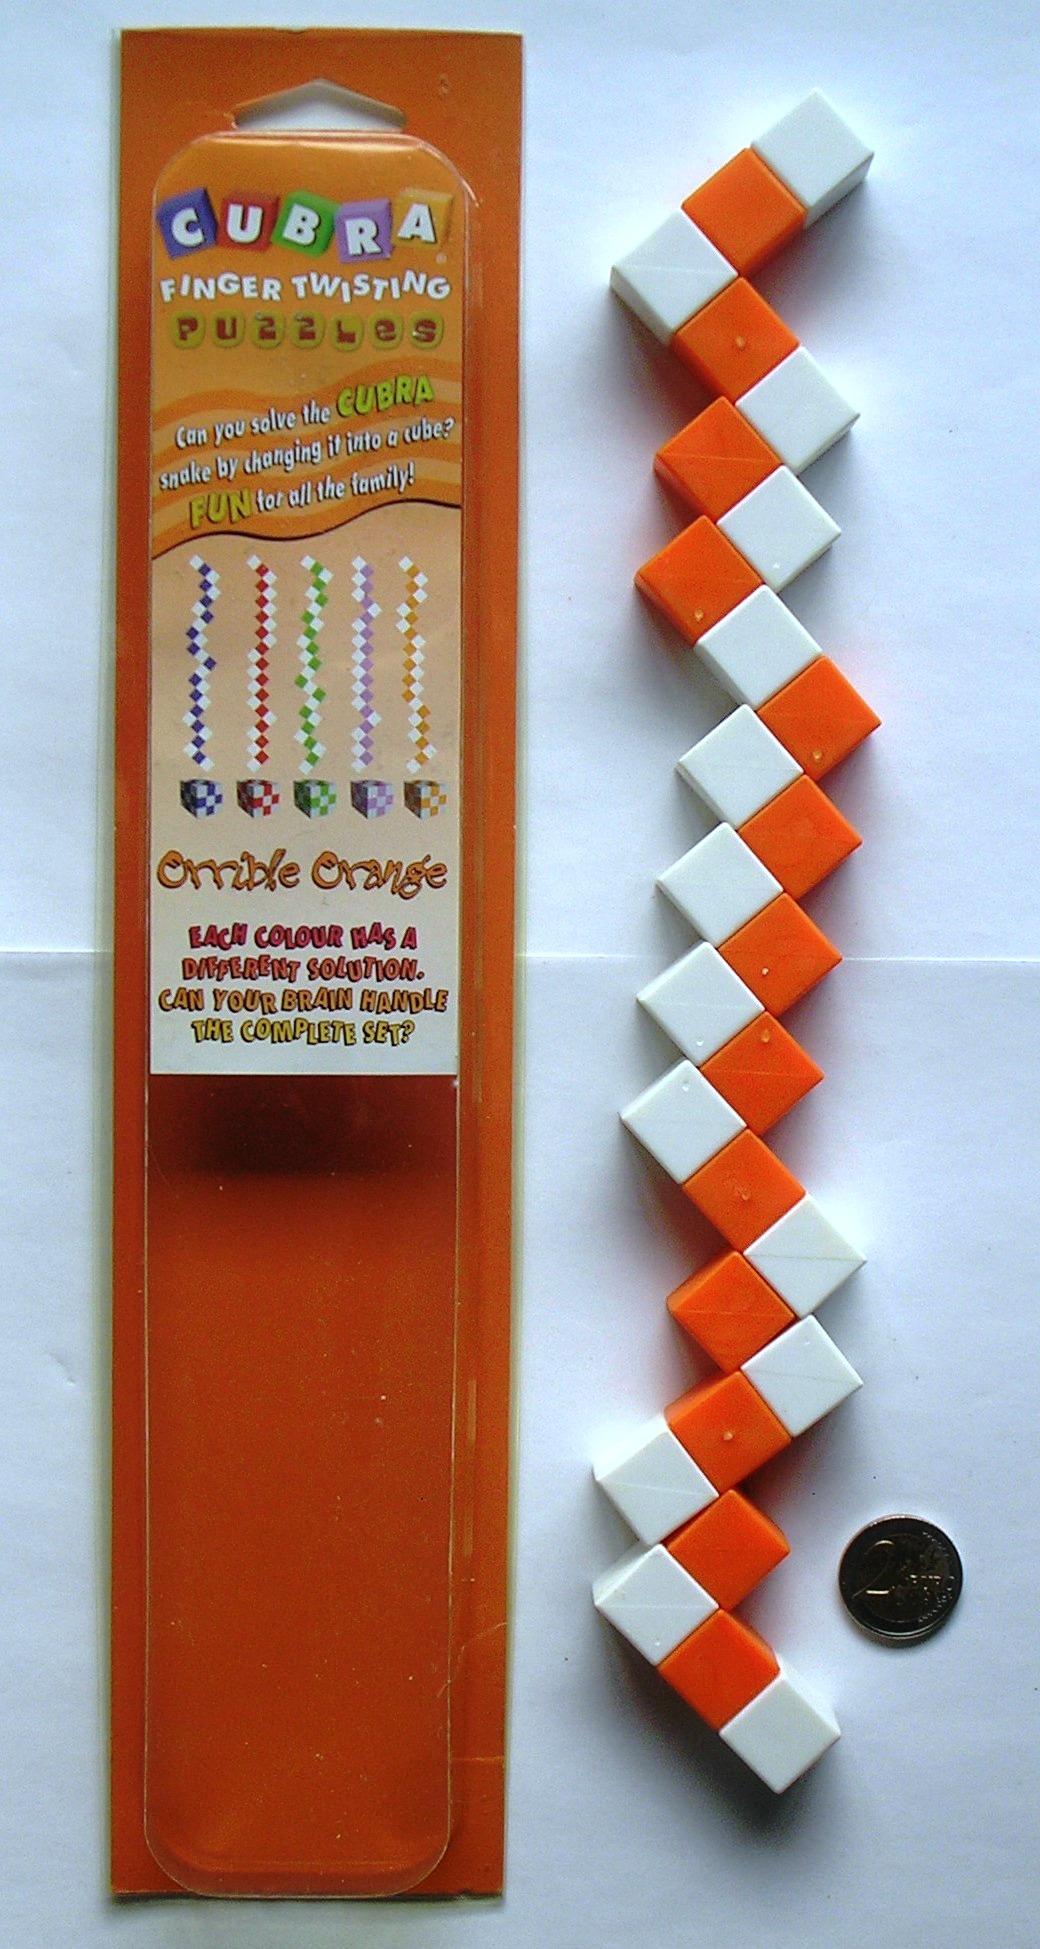 CUBRA
FINGER TWISTING
PUZZLES
Can you solve the CUBRA
snake by changing it into a cube?
FUN for all the family!
Orrible Orange
EACH COLOUR HAS A
DIFFERENT SOLUTION.
CAN YOUR BRAIN HANDLE
THE COMPLETE SET?
2